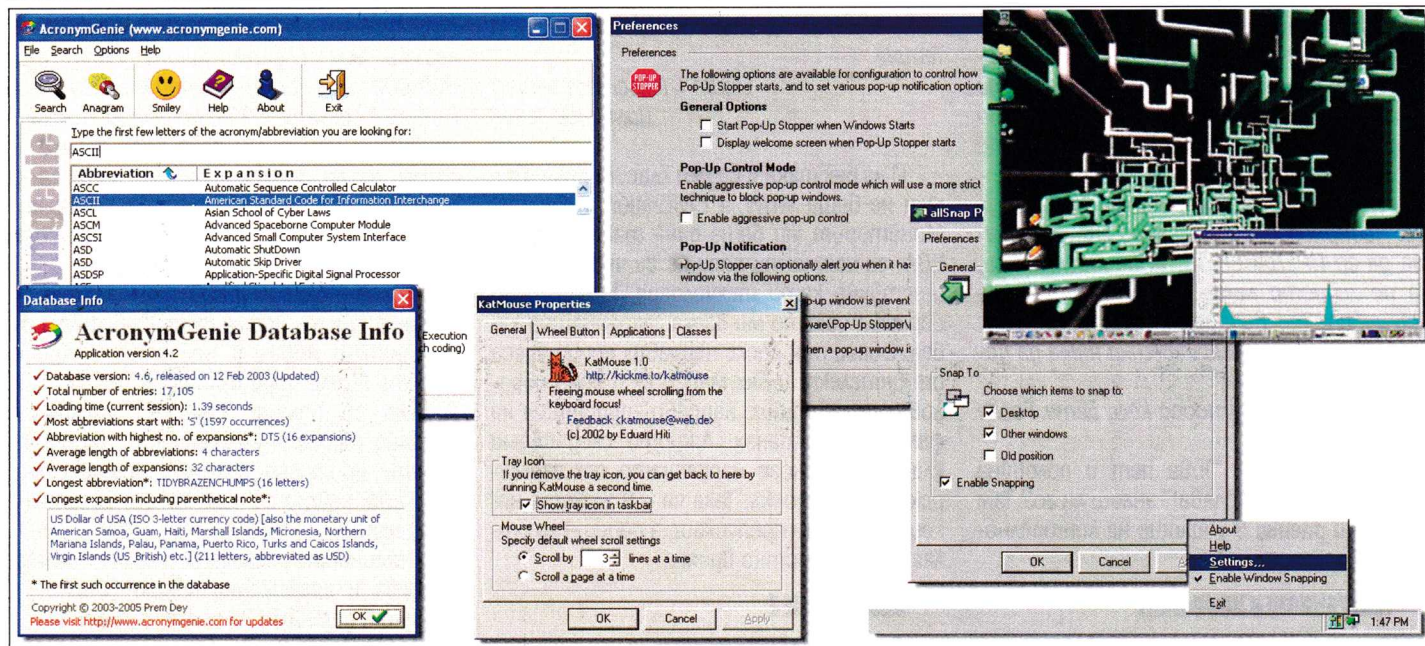 AcronymGenie (www.acronymgenie.com)
File Search Options Help
Search Anagram Smiley Help About Exit
Type the first few letters of the acronym/abbreviation you are looking for:
ASCII
Abbreviation Expansion
ASCC Automatic Sequence Controlled Calculator
ASCII American Standard Code for Information Interchange
ASCL Asian School of Cyber Laws
ASCM Advanced Spaceborne Computer Module
ASCSI Advanced Small Computer System Interface
ASD Automatic ShutDown
ASD Automatic Skip Driver
ASDSP Application-Specific Digital Signal Processor
Execution
ch coding)
Database Info
AcronymGenie Database Info
Application version 4.2
Database version: 4.6, released on 12 Feb 2003 (Updated)
Total number of entries: 17,105
Loading time (current session): 1.39 seconds
Most abbreviations start with: 'S' (1597 occurrences)
Abbreviation with highest no. of expansions*: DTS (16 expansions)
Average length of abbreviations: 4 characters
Average length of expansions: 32 characters
Longest abbreviation*: TIDYBRAZENCHUMPS (16 letters)
Longest expansion including parenthetical note*:
US Dollar of USA (ISO 3-letter currency code) [also the monetary unit of
American Samoa, Guam, Haiti, Marshall Islands, Micronesia, Northern
Mariana Islands, Palau, Panama, Puerto Rico, Turks and Caicos Islands,
Virgin Islands (US_British) etc.] (211 letters, abbreviated as USD)
* The first such occurrence in the database
Copyright © 2003-2005 Prem Dey
Please visit http://www.acronymgenie.com for updates
OK
Preferences
Preferences
POP-UP
STOPPER
The following options are available for configuration to control how
Pop-Up Stopper starts, and to set various pop-up notification option
General Options
Start Pop-Up Stopper when Windows Starts
Display welcome screen when Pop-Up Stopper starts
Pop-Up Control Mode
Enable aggressive pop-up control mode which will use a more strict
technique to block pop-up windows.
Enable aggressive pop-up control
Pop-Up Notification
Pop-Up Stopper can optionally alert you when it has
window via the following options.
p-up window is prevent
ware\Pop-Up Stopper\
hen a pop-up window is
KatMouse Properties
General Wheel Button Applications Classes
KatMouse 1.0
http://kickme.to/katmouse
Freeing mouse wheel scrolling from the
keyboard focus!
Feedback <katmouse@web.de>
(c) 2002 by Eduard Hiti
Tray Icon
If you remove the tray icon, you can get back to here by
running KatMouse a second time.
Show tray icon in taskbar
Mouse Wheel
Specify default wheel scroll settings
Scroll by 3 lines at a time
Scroll a page at a time
OK Cancel Apply
allSnap P
Preferences
General
Snap To
Choose which items to snap to:
Desktop
Other windows
Old position
Enable Snapping
OK Cancel
About
Help
Settings...
Enable Window Snapping
Exit
1:47 PM